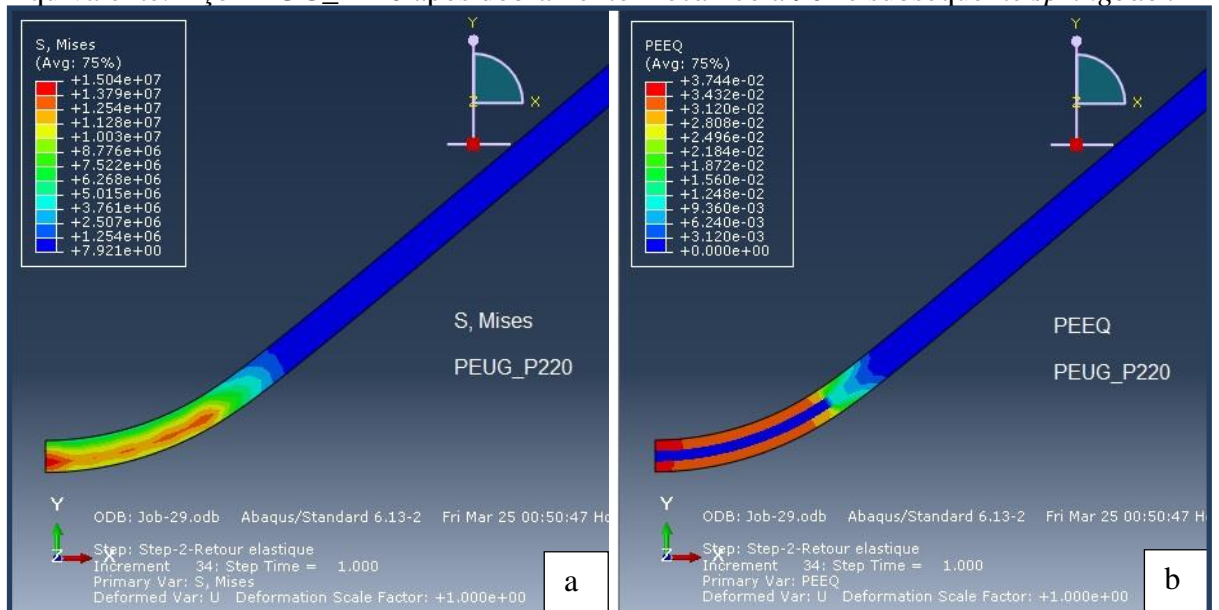 S, Mises
(Avg: 75%)
+1.504e+07
+1.379e+07
+1.254e+07
+1.128e+07
+1.003e+07
+8.776e+06
+7.522e+06
+6.268e+06
+5.015e+06
+3.761e+06
+2.507e+06
+1.254e+06
+7.921e+00
Y
Z
X
S, Mises
PEUG_P220
Y
Z
X
ODB: Job-29.odb Abaqus/Standard 6.13-2 Fri Mar 25 00:50:47 Ho
Step: Step-2-Retour elastique
Increment 34: Step Time = 1.000
Primary Var: S, Mises
Deformed Var: U Deformation Scale Factor: +1.000e+00
a
PEEQ
(Avg: 75%)
+3.744e-02
+3.432e-02
+3.120e-02
+2.808e-02
+2.496e-02
+2.184e-02
+1.872e-02
+1.560e-02
+1.248e-02
+9.360e-03
+6.240e-03
+3.120e-03
+0.000e+00
Y
Z
X
PEEQ
PEUG_P220
Y
Z
X
ODB: Job-29.odb Abaqus/Standard 6.13-2 Fri Mar 25 00:50:47 H
Step: Step-2-Retour elastique
Increment 34: Step Time = 1.000
Primary Var: PEEQ
Deformed Var: U Deformation Scale Factor: +1.000e+00
b